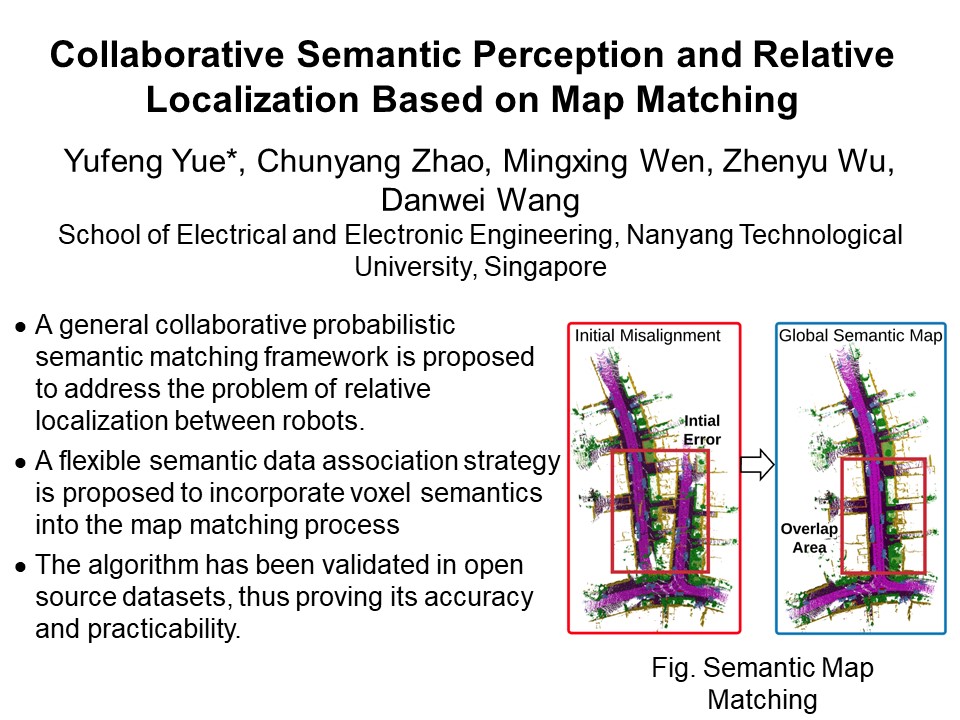 Collaborative Semantic Perception and Relative
Localization Based on Map Matching
Yufeng Yue*, Chunyang Zhao, Mingxing Wen, Zhenyu Wu,
Danwei Wang
School of Electrical and Electronic Engineering, Nanyang Technological
University, Singapore
● A general collaborative probabilistic
semantic matching framework is proposed
to address the problem of relative
localization between robots.
● A flexible semantic data association strategy
is proposed to incorporate voxel semantics
into the map matching process
● The algorithm has been validated in open
source datasets, thus proving its accuracy
and practicability.
Initial Misalignment
Intial
Error
Global Semantic Map
Overlap
Area
Fig. Semantic Map
Matching